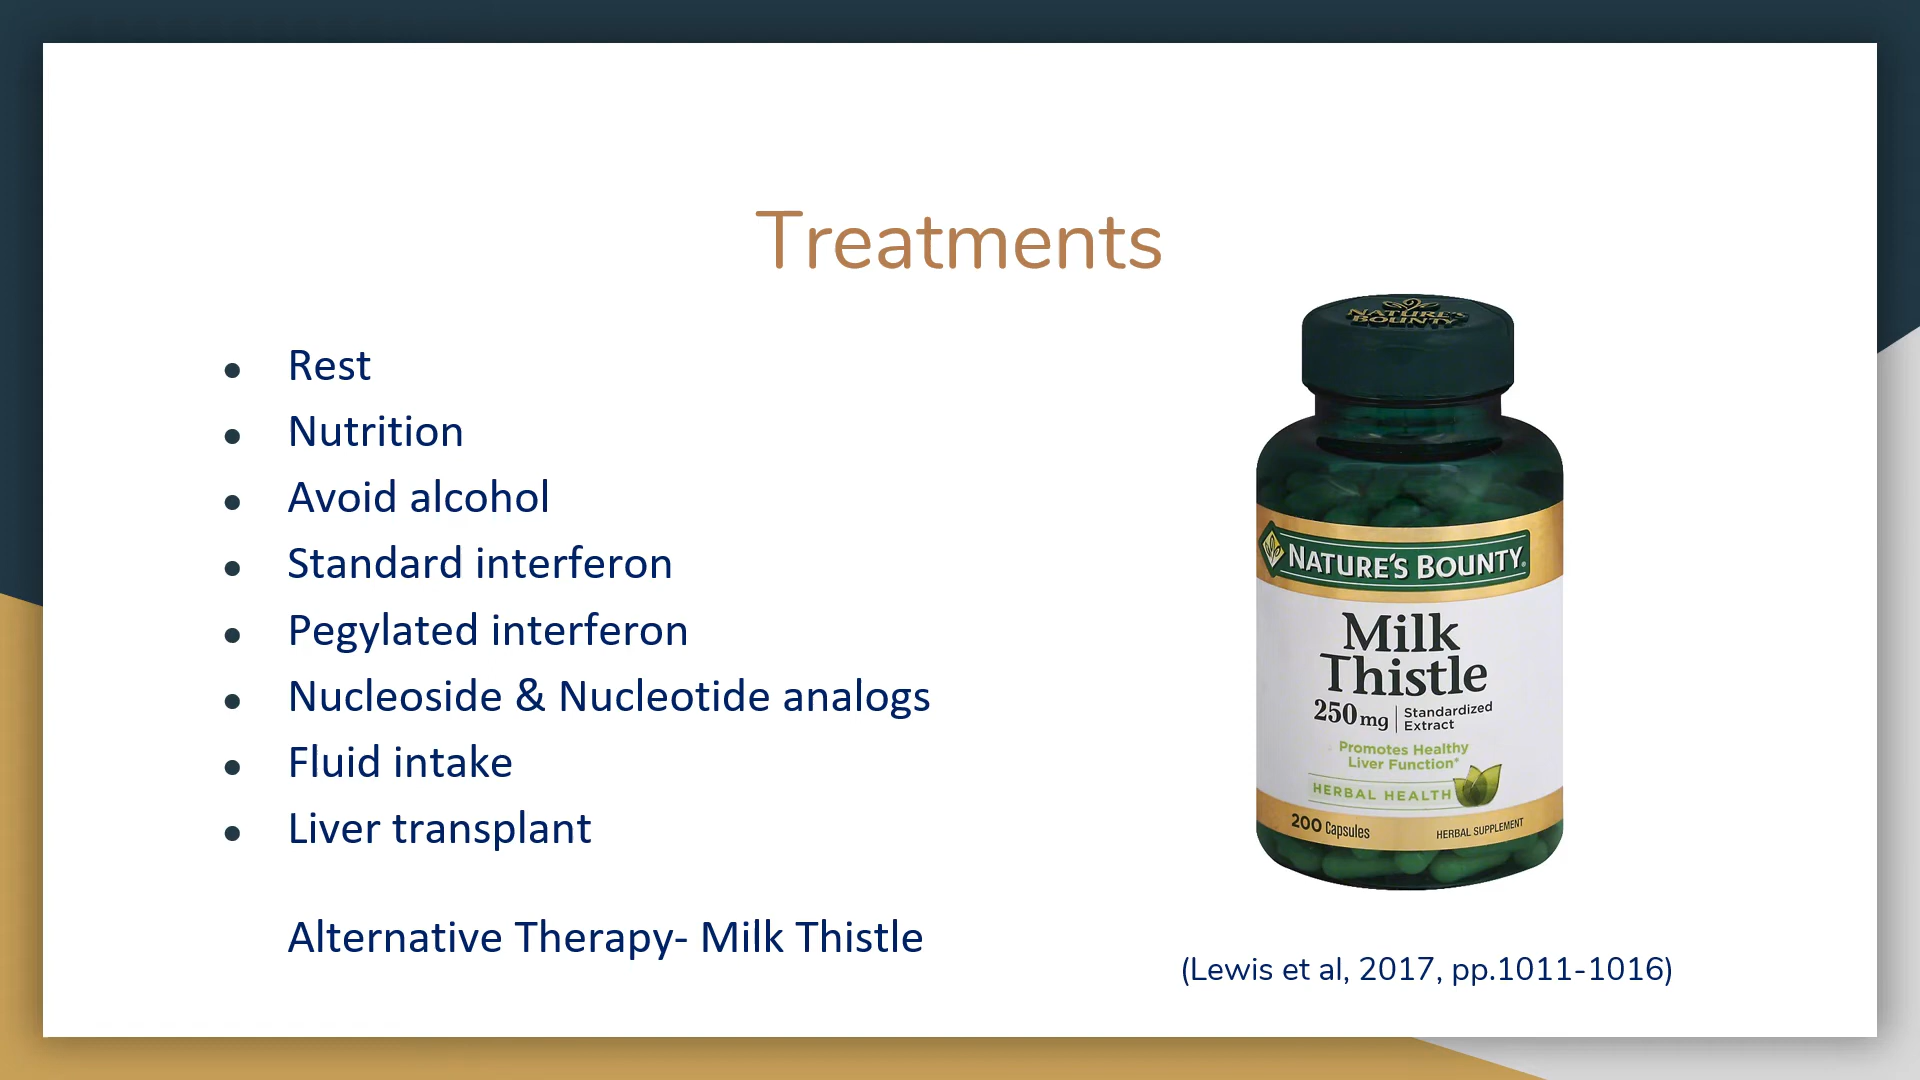 Treatments
Rest
Nutrition
Avoid alcohol
Standard interferon
Pegylated interferon
Nucleoside & Nucleotide analogs
Fluid intake
Liver transplant
Alternative Therapy- Milk Thistle
NATURE'S
BOUNTY
NATURE'S BOUNTY®
Milk
Thistle
250 mg | Standardized
Extract
Promotes Healthy
Liver Function*
HERBAL HEALTH
200 Capsules HERBAL SUPPLEMENT
(Lewis et al, 2017, pp.1011-1016)